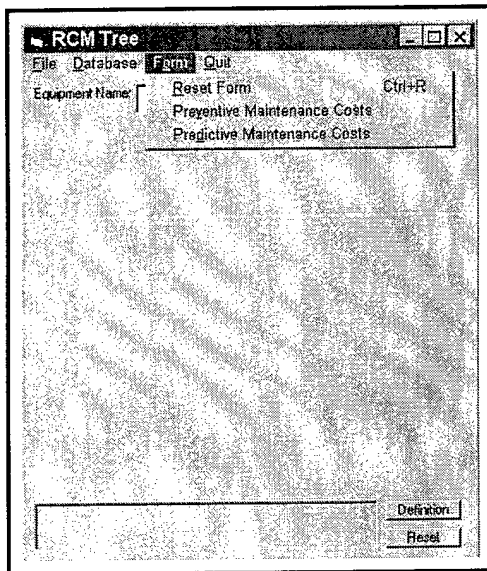 RCM Tree
File Database Form Quit
Equipment Name:
Reset Form Ctrl+R
Preventive Maintenance Costs
Predictive Maintenance Costs
Definition
Reset